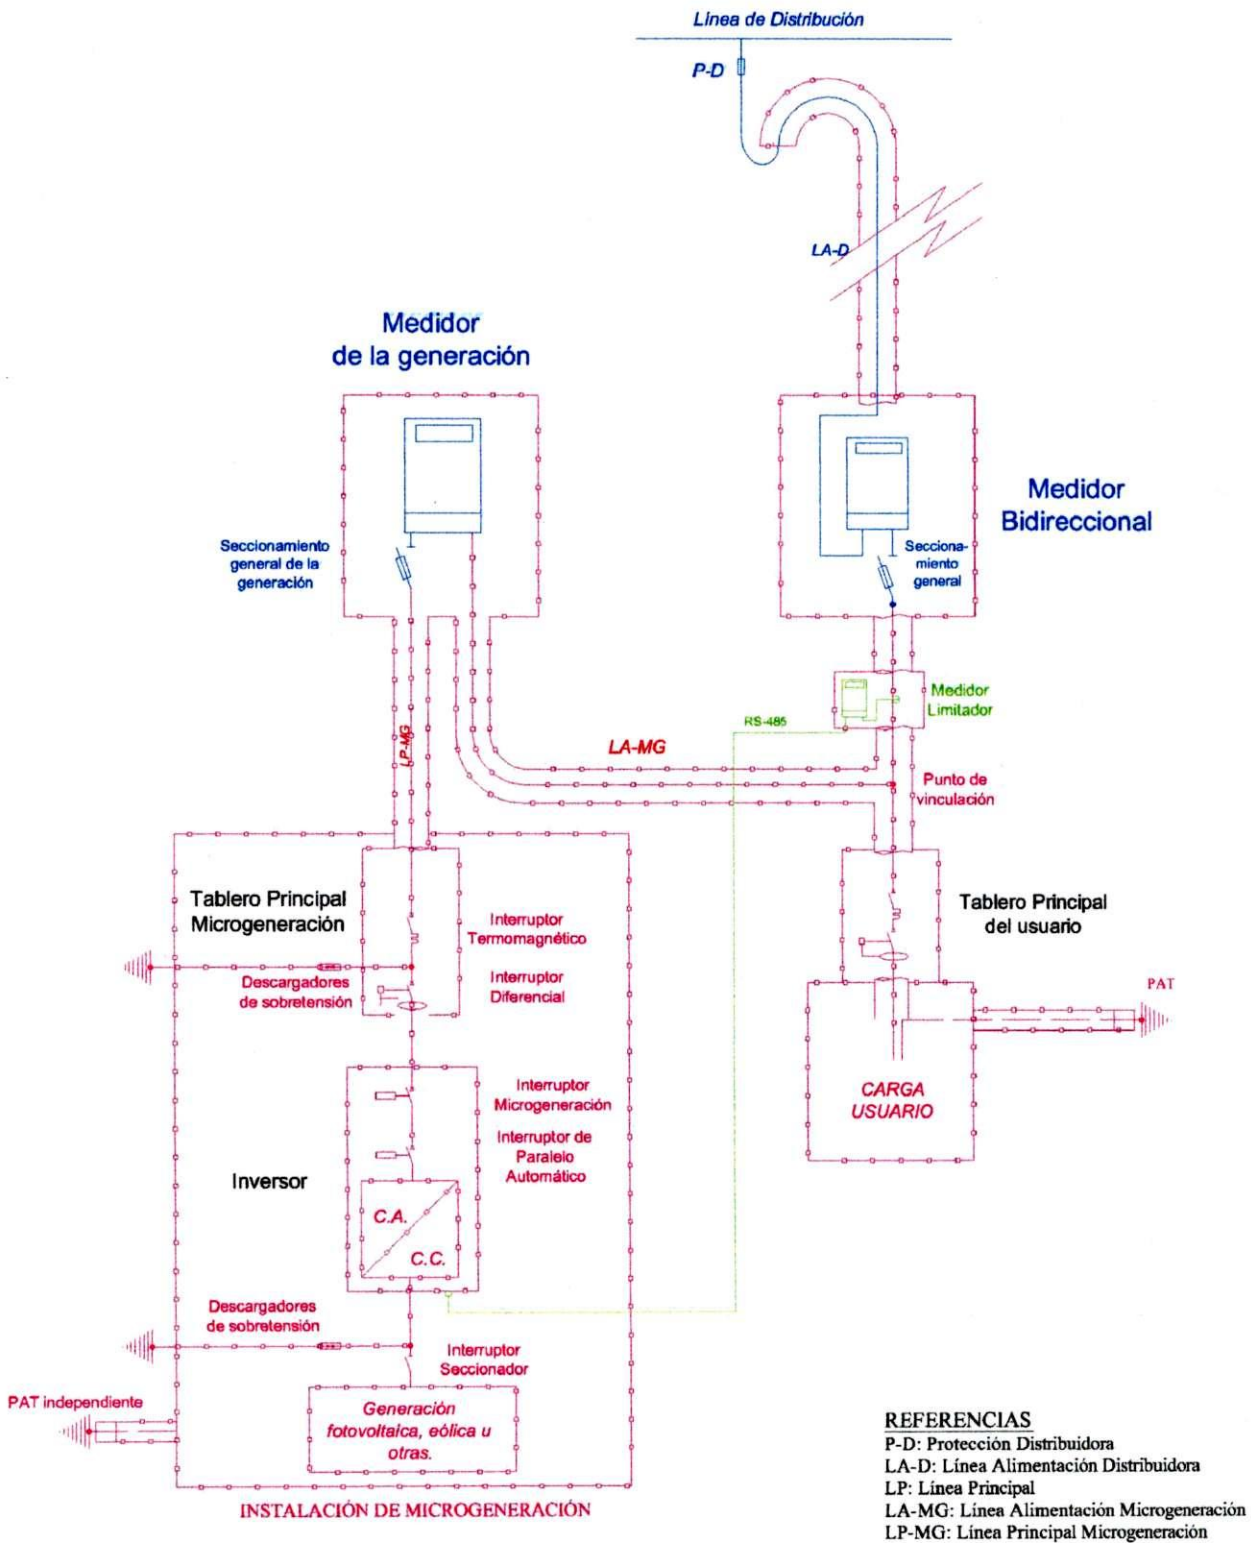 Línea de Distribución
P-D
LA-D
Medidor
de la generación
Medidor
Bidireccional
Seccionamiento
general de la
generación
Secciona-
miento
general
Medidor
Limitador
RS-485
LA-MG
LP-MG
Punto de
vinculación
Tablero Principal
Microgeneración
Interruptor
Termomagnético
Tablero Principal
del usuario
Descargadores
de sobretensión
Interruptor
Diferencial
PAT
Interruptor
Microgeneración
CARGA
USUARIO
Interruptor de
Paralelo
Automático
Inversor
C.A.
C.C.
Descargadores
de sobretensión
Interruptor
Seccionador
PAT independiente
Generación
fotovoltaica, eólica u
otras.
INSTALACIÓN DE MICROGENERACIÓN
REFERENCIAS
P-D: Protección Distribuidora
LA-D: Línea Alimentación Distribuidora
LP: Línea Principal
LA-MG: Línea Alimentación Microgeneración
LP-MG: Línea Principal Microgeneración